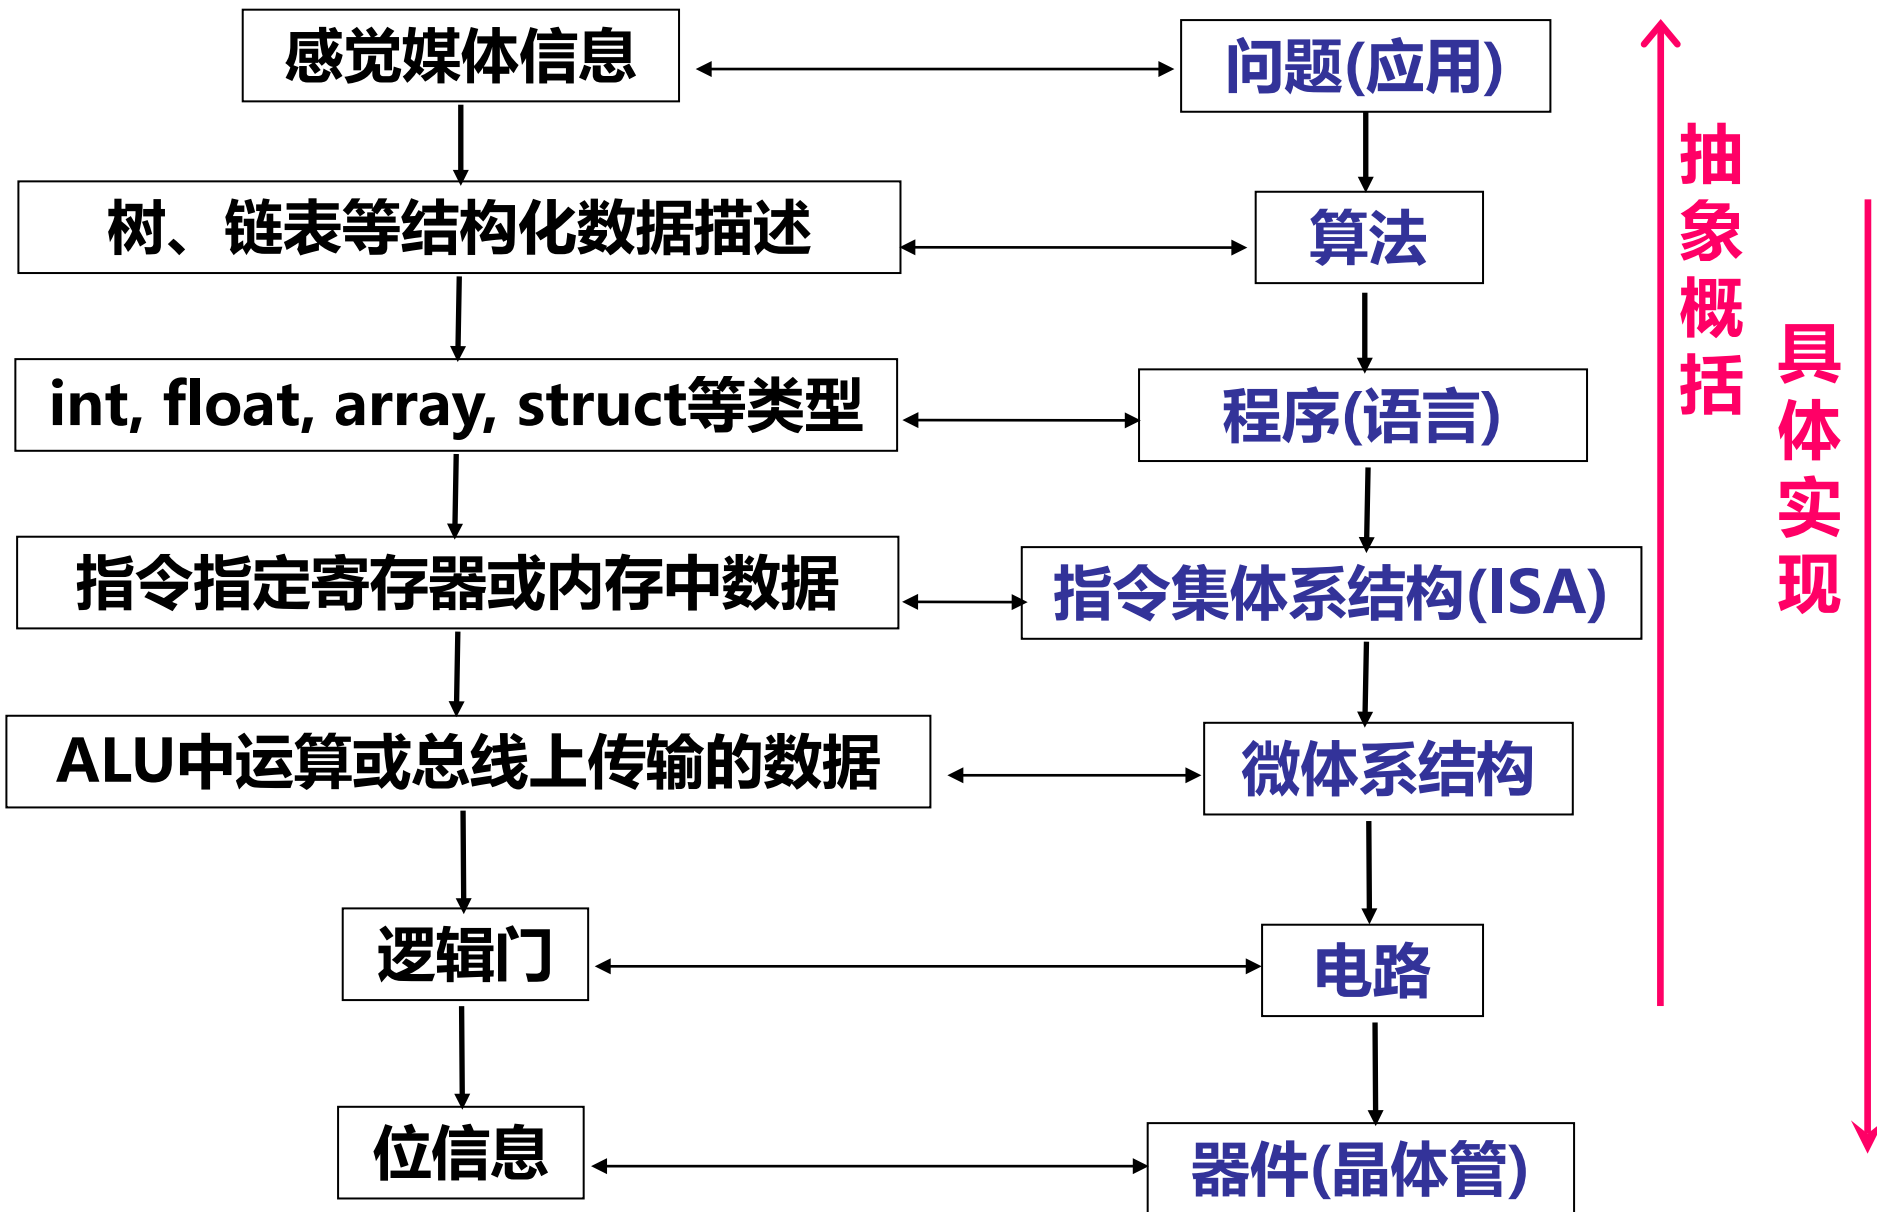 感觉媒体信息
问题(应用)
树、链表等结构化数据描述
算法
int, float, array, struct等类型
程序(语言)
指令指定寄存器或内存中数据
指令集体系结构(ISA)
ALU中运算或总线上传输的数据
微体系结构
逻辑门
电路
位信息
器件(晶体管)
抽象概括
具体实现